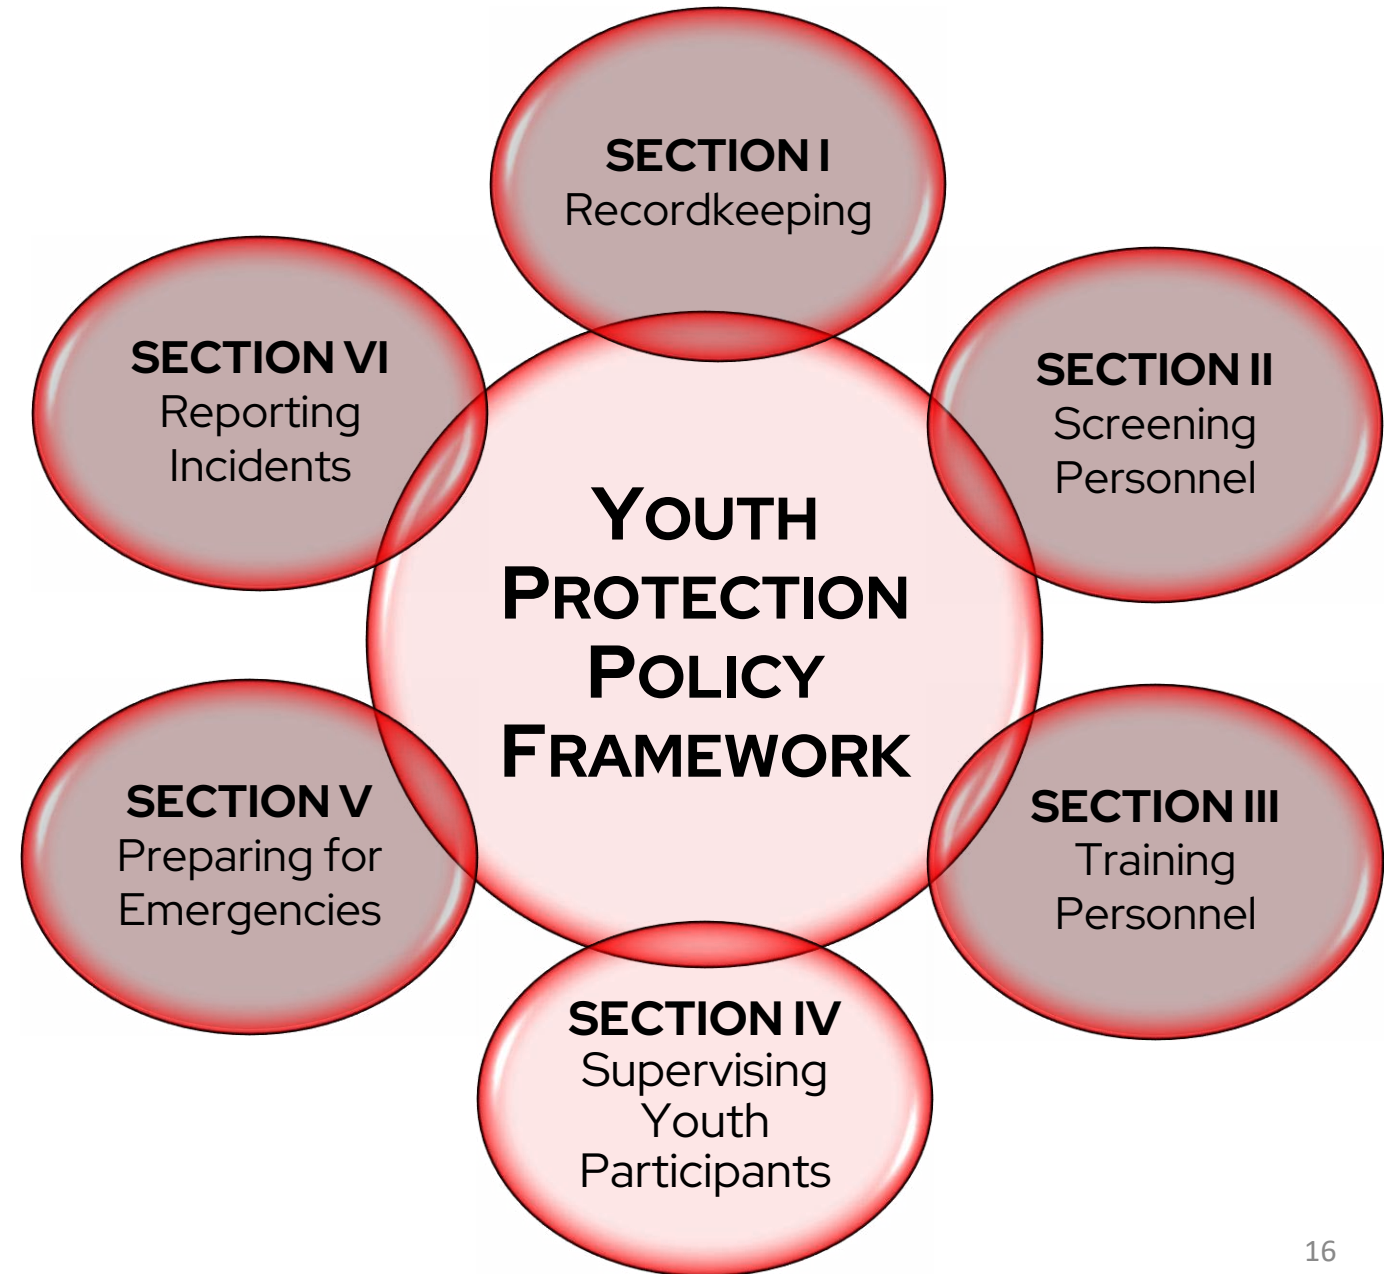 SECTION I
Recordkeeping
SECTION II
Screening
Personnel
SECTION III
Training
Personnel
SECTION IV
Supervising
Youth
Participants
SECTION V
Preparing for
Emergencies
SECTION VI
Reporting
Incidents
YOUTH
PROTECTION
POLICY
FRAMEWORK
16